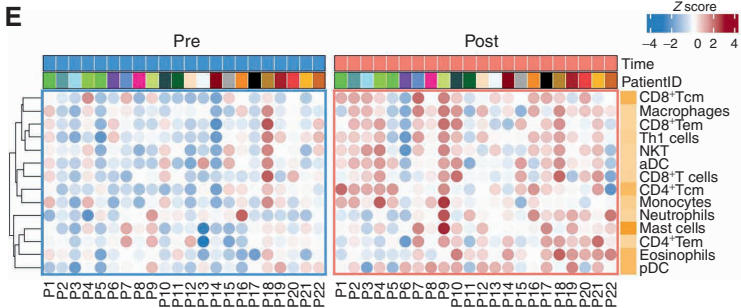 E
Z score
−4 −2 0 2 4
Pre
Post
Time
PatientID
CD8+Tcm
Macrophages
CD8+Tem
Th1 cells
NKT
aDC
CD8+T cells
CD4+Tcm
Monocytes
Neutrophils
Mast cells
CD4+Tem
Eosinophils
pDC
P1 P2 P3 P4 P5 P6 P7 P8 P9 P10 P11 P12 P13 P14 P15 P16 P17 P18 P19 P20 P21 P22
P1 P2 P3 P4 P5 P6 P7 P8 P9 P10 P11 P12 P13 P14 P15 P16 P17 P18 P19 P20 P21 P22